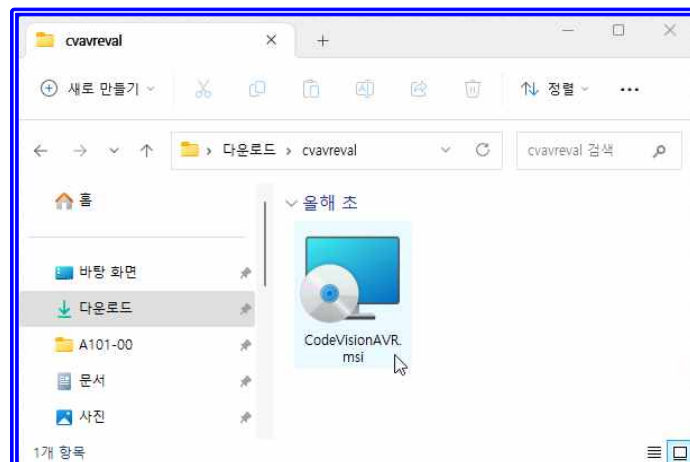 cvavreval
새로 만들기
정렬
다운로드 > cvavreval
cvavreval 검색
홈
올해 초
바탕 화면
다운로드
A101-00
문서
사진
CodeVisionAVR.
msi
1개 항목